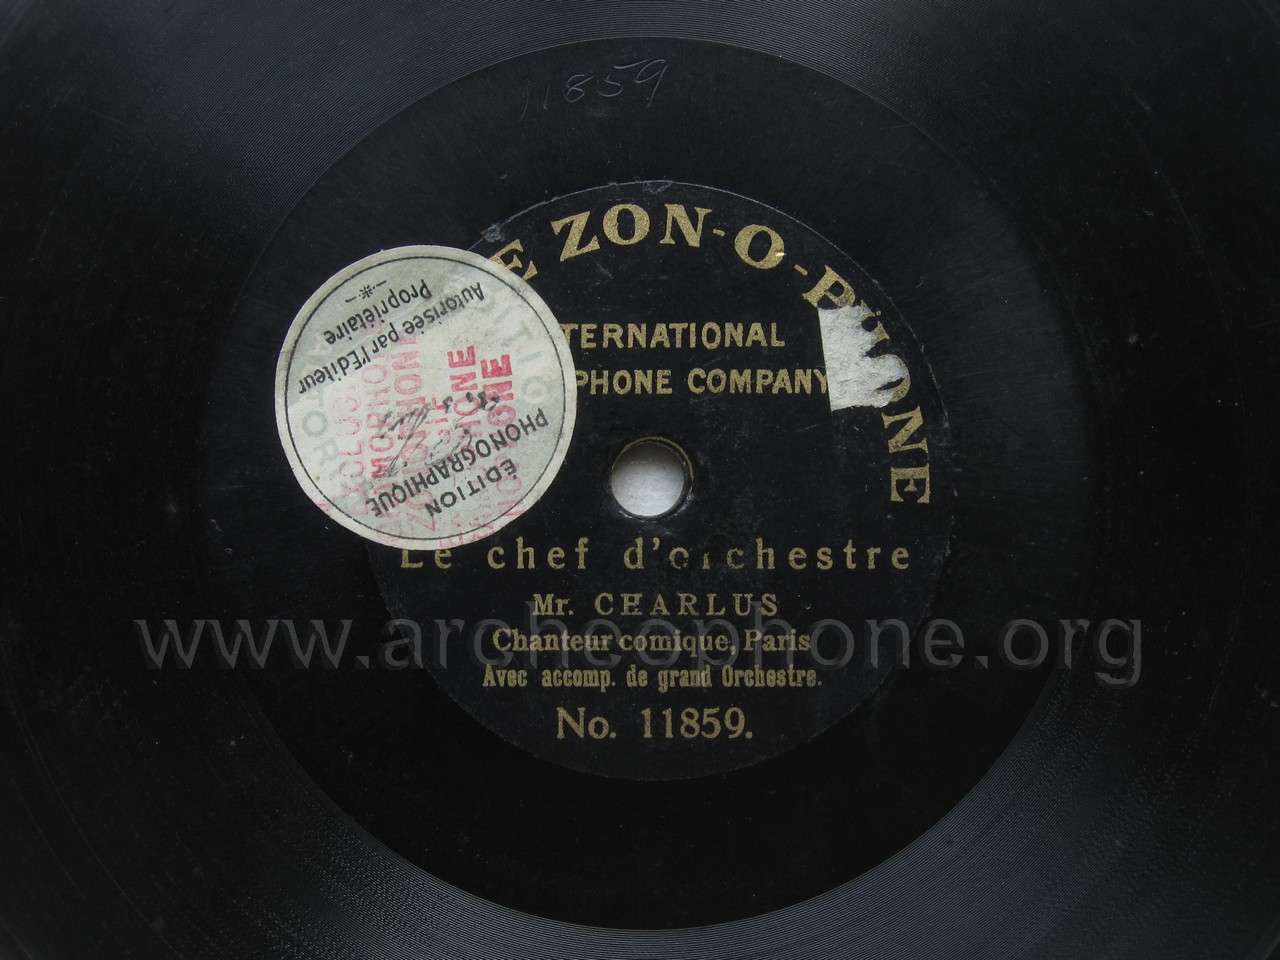 11859
ZON-O-PHONE
TERNATIONAL
PHONE COMPANY
Le chef d'orchestre
Mr. CHARLUS
Chanteur comique, Paris
Avec accomp. de grand Orchestre.
No. 11859.
ÉDITION
PHONOGRAPHIQUE
Autorisée par l'Editeur
Propriétaire
www.archeophone.org